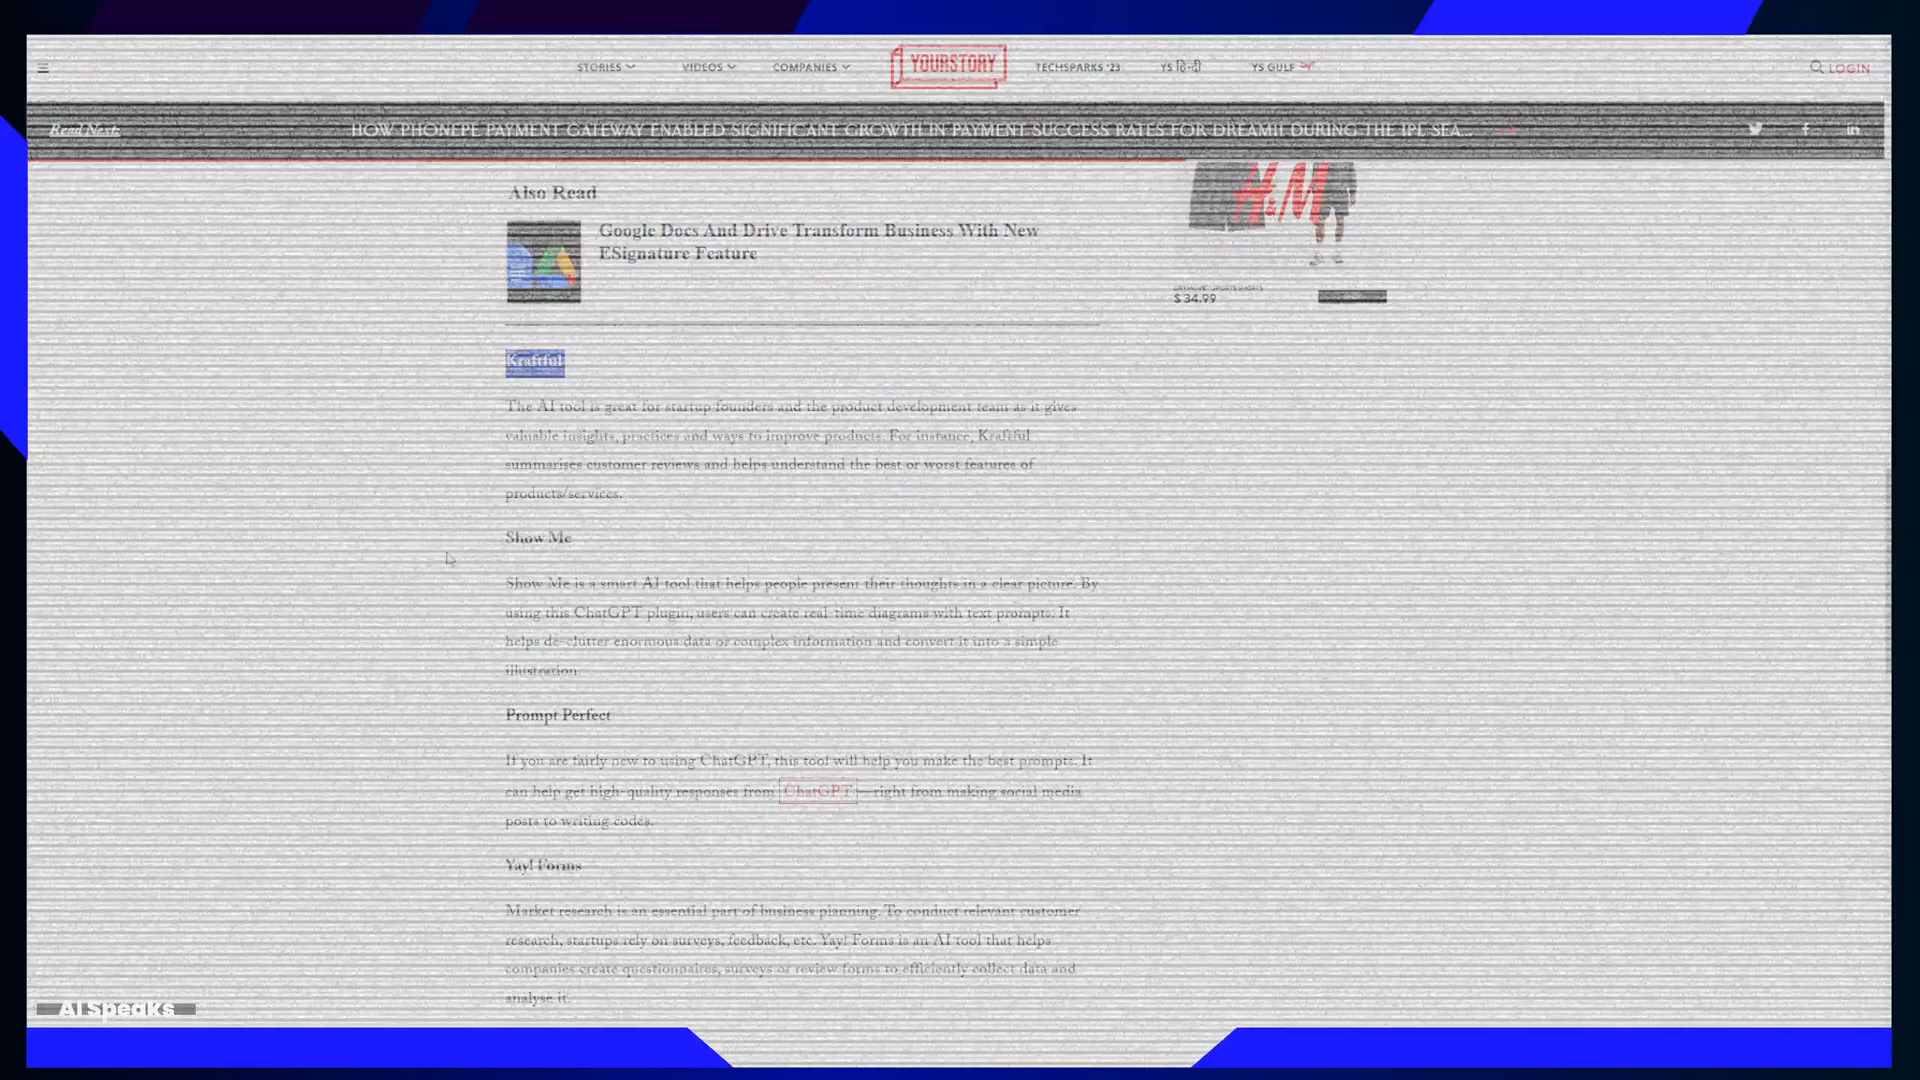 STORIES VIDEOS COMPANIES YOURSTORY TECHSPARKS '23 YS हिन्दी YS GULF LOGIN
Read Next: HOW PHONEPE PAYMENT GATEWAY ENABLED SIGNIFICANT GROWTH IN PAYMENT SUCCESS RATES FOR DREAM11 DURING THE IPL SEA...
Also Read
H&M
Google Docs And Drive Transform Business With New
ESignature Feature
$ 34.99
Kraftful
The AI tool is great for startup founders and the product development team as it gives
valuable insights, practices and ways to improve products. For instance, Kraftful
summarises customer reviews and helps understand the best or worst features of
products/services.
Show Me
Show Me is a smart AI tool that helps people present their thoughts in a clear picture. By
using this ChatGPT plugin, users can create real-time diagrams with text prompts. It
helps de-clutter enormous data or complex information and convert it into a simple
illustration.
Prompt Perfect
If you are fairly new to using ChatGPT, this tool will help you make the best prompts. It
can help get high-quality responses from ChatGPT—right from making social media
posts to writing codes.
Yay! Forms
Market research is an essential part of business planning. To conduct relevant customer
research, startups rely on surveys, feedback, etc. Yay! Forms is an AI tool that helps
companies create questionnaires, surveys or review forms to efficiently collect data and
analyse it.
AI Speaks